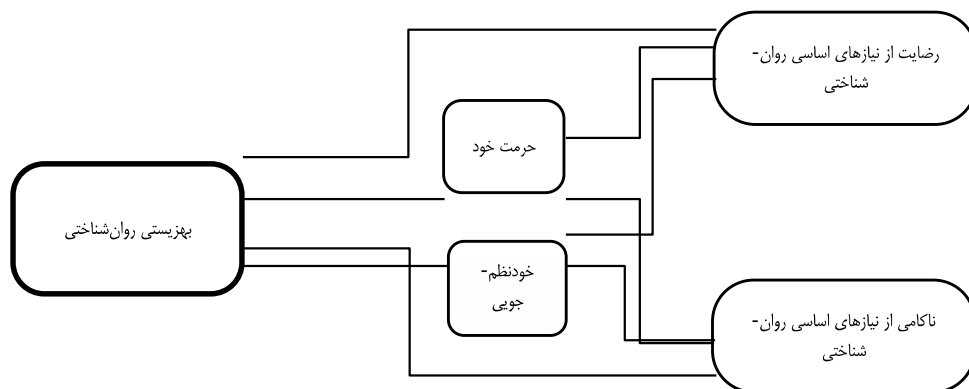 رضایت از نیازهای اساسی روان-
شناختی
حرمت خود
بهزیستی روان‌شناختی
خودنظم-
جویی
ناکامی از نیازهای اساسی روان-
شناختی